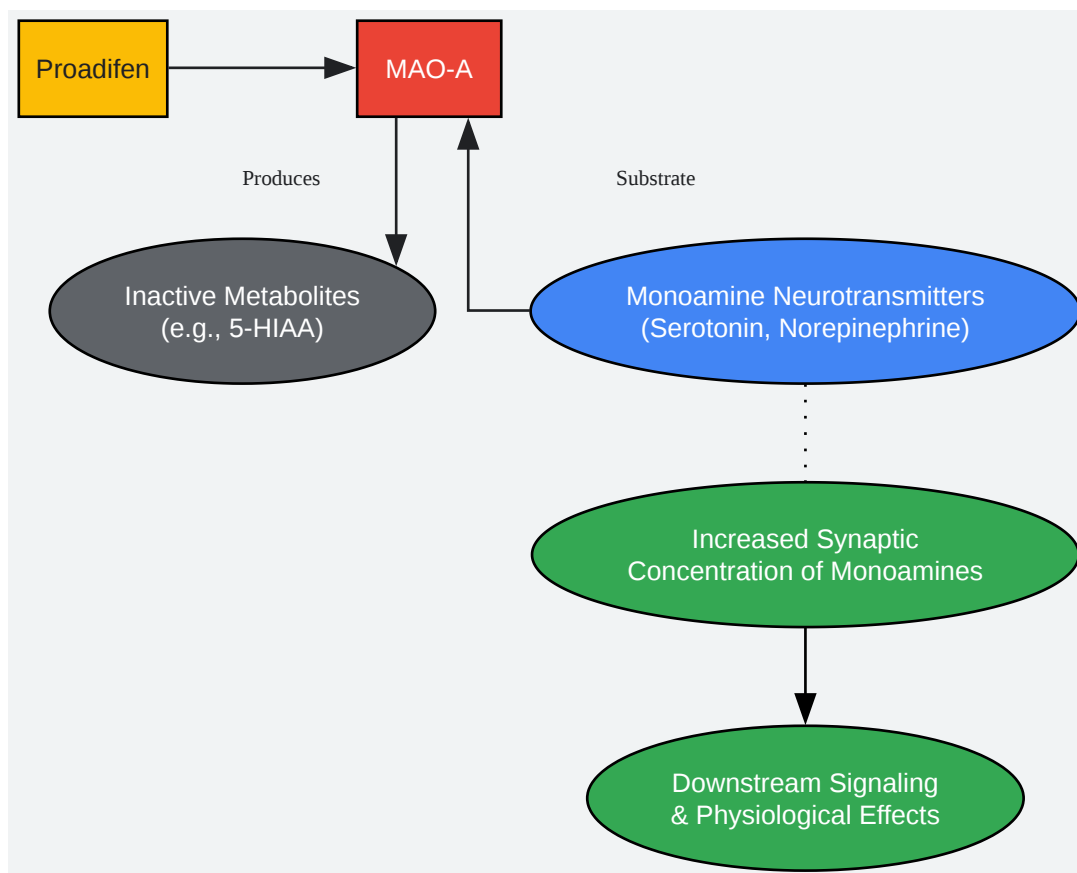 Proadifen
MAO-A
Produces
Substrate
Inactive Metabolites
(e.g., 5-HIAA)
Monoamine Neurotransmitters
(Serotonin, Norepinephrine)
Increased Synaptic
Concentration of Monoamines
Downstream Signaling
& Physiological Effects